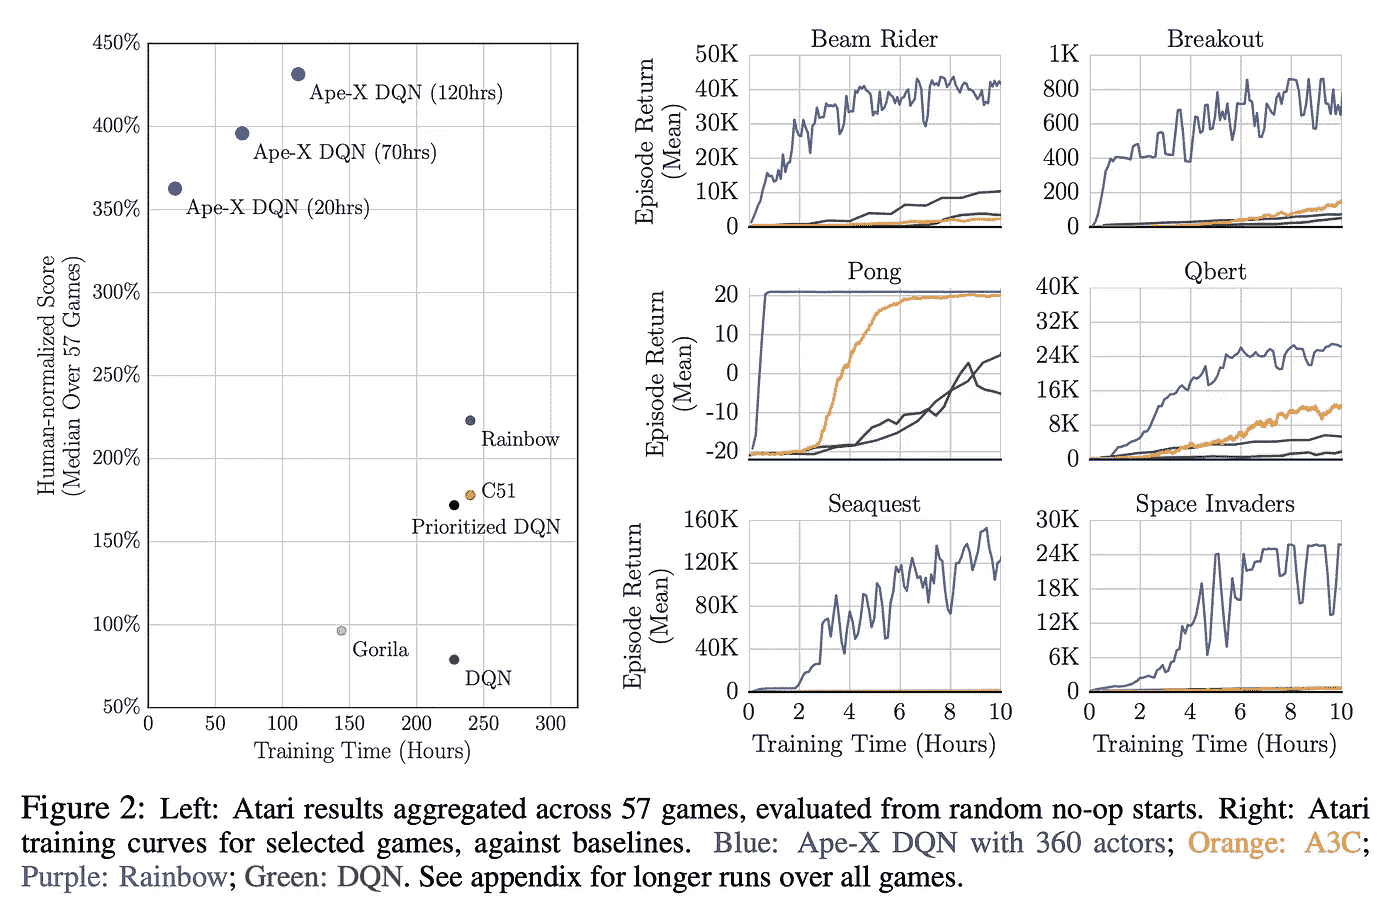 450%
400%
350%
300%
250%
200%
150%
100%
50%
Human-normalized Score
(Median Over 57 Games)
Ape-X DQN (120hrs)
Ape-X DQN (70hrs)
Ape-X DQN (20hrs)
Rainbow
C51
Prioritized DQN
Gorila
DQN
0 50 100 150 200 250 300
Training Time (Hours)
Beam Rider
50K
40K
30K
20K
10K
0
Episode Return
(Mean)
Breakout
1K
800
600
400
200
0
Pong
20
10
0
-10
-20
Episode Return
(Mean)
Qbert
40K
32K
24K
16K
8K
0
Seaquest
160K
120K
80K
40K
0
Episode Return
(Mean)
0 2 4 6 8 10
Training Time (Hours)
Space Invaders
30K
24K
18K
12K
6K
0
0 2 4 6 8 10
Training Time (Hours)
Figure 2: Left: Atari results aggregated across 57 games, evaluated from random no-op starts. Right: Atari
training curves for selected games, against baselines. Blue: Ape-X DQN with 360 actors; Orange: A3C;
Purple: Rainbow; Green: DQN. See appendix for longer runs over all games.